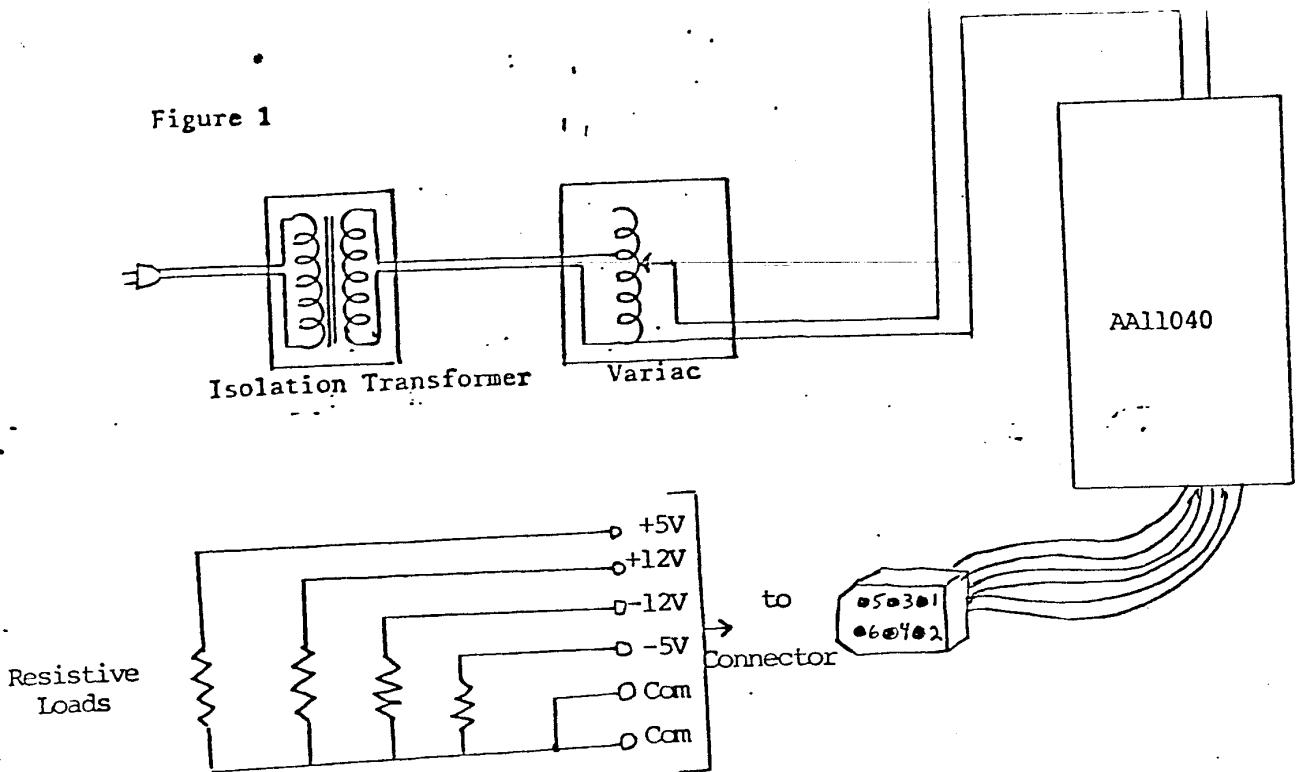 Figure 1
Isolation Transformer
Variac
AA11040
+5V
+12V
-12V
-5V
Com
Com
Resistive
Loads
to
Connector
5 3 1
6 4 2